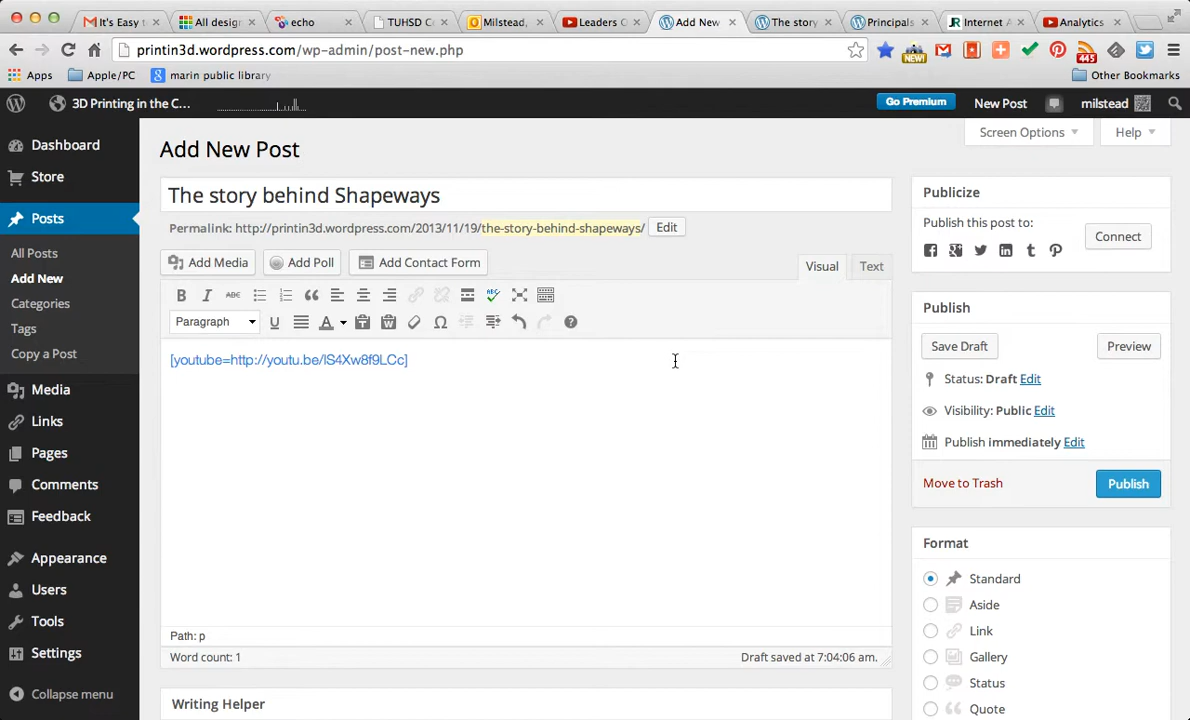 It's Easy t
All design
echo
TUHSD C
Milstead,
Leaders C
Add New
The story
Principals
Internet A
Analytics
printin3d.wordpress.com/wp-admin/post-new.php
NEW!
445
Apps
Apple/PC
marin public library
Other Bookmarks
3D Printing in the C...
Go Premium
New Post
milstead
Dashboard
Store
Posts
All Posts
Add New
Categories
Tags
Copy a Post
Media
Links
Pages
Comments
Feedback
Appearance
Users
Tools
Settings
Collapse menu
Screen Options
Help
Add New Post
The story behind Shapeways
Permalink: http://printin3d.wordpress.com/2013/11/19/the-story-behind-shapeways/ Edit
Add Media
Add Poll
Add Contact Form
Visual
Text
B I ABC ABC
Paragraph U A T W Ω ?
[youtube=http://youtu.be/IS4Xw8f9LCc]
Path: p
Word count: 1
Draft saved at 7:04:06 am.
Writing Helper
Publicize
Publish this post to:
Connect
Publish
Save Draft
Preview
Status: Draft Edit
Visibility: Public Edit
Publish immediately Edit
Move to Trash
Publish
Format
Standard
Aside
Link
Gallery
Status
Quote